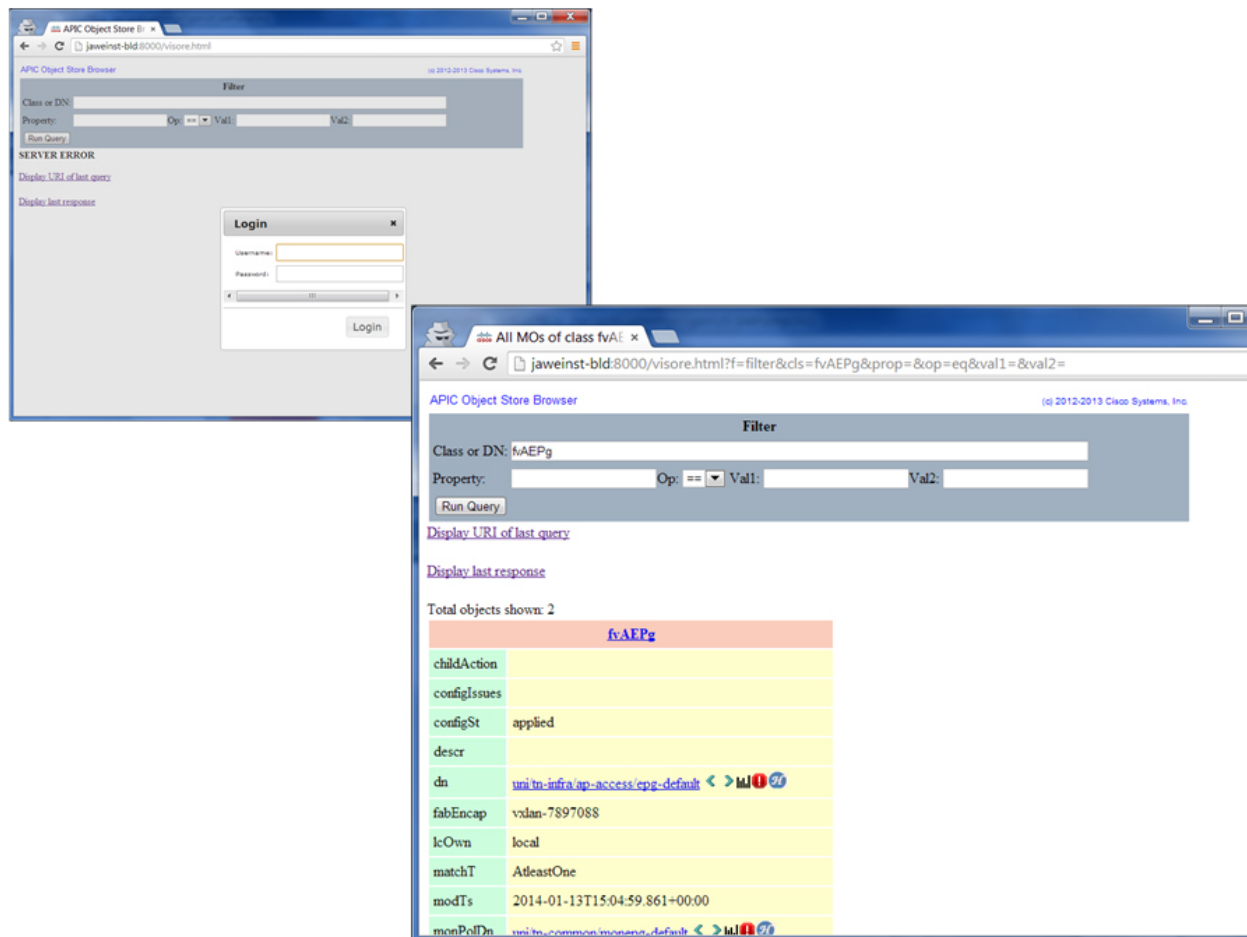 APIC Object Store Br
jaweinst-bld:8000/visore.html
APIC Object Store Browser
(c) 2012-2013 Cisco Systems, Inc.
Filter
Class or DN:
Property: Op: == Val1: Val2:
Run Query
SERVER ERROR
Display URI of last query
Display last response
Login
Username:
Password:
Login
All MOs of class fvAE
jaweinst-bld:8000/visore.html?f=filter&cls=fvAEPg&prop=&op=eq&val1=&val2=
APIC Object Store Browser
(c) 2012-2013 Cisco Systems, Inc.
Filter
Class or DN: fvAEPg
Property: Op: == Val1: Val2:
Run Query
Display URI of last query
Display last response
Total objects shown: 2
fvAEPg
childAction
configIssues
configSt applied
descr
dn uni/tn-infra/ap-access/epg-default
fabEncap vxlan-7897088
lcOwn local
matchT AtleastOne
modTs 2014-01-13T15:04:59.861+00:00
monPolDn uni/tn-common/monepg-default